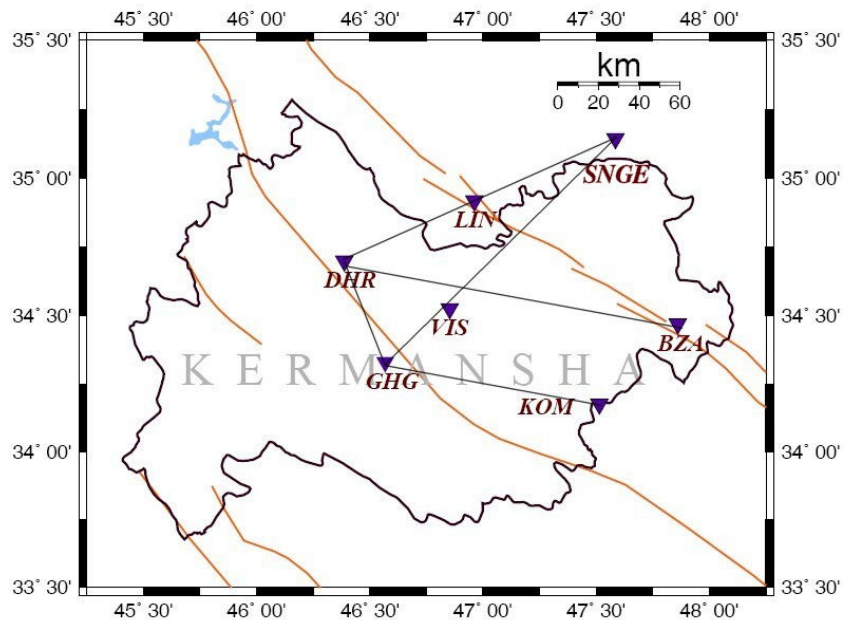 45˚ 30' 46˚ 00' 46˚ 30' 47˚ 00' 47˚ 30' 48˚ 00'
35˚ 30' 35˚ 30'
km
0 20 40 60
SNGE
35˚ 00' 35˚ 00'
LIN
DHR
VIS
34˚ 30' 34˚ 30'
BZA
KERMANSHA
GHG
KOM
34˚ 00' 34˚ 00'
33˚ 30' 33˚ 30'
45˚ 30' 46˚ 00' 46˚ 30' 47˚ 00' 47˚ 30' 48˚ 00'